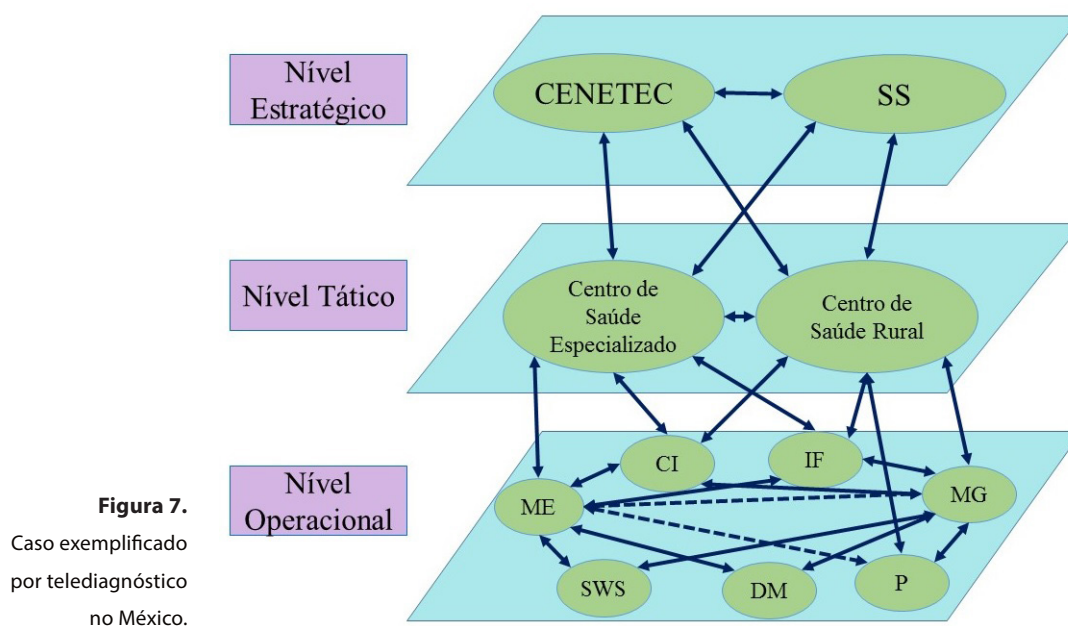 Nível
Estratégico
CENETEC
SS
Nível Tático
Centro de
Saúde
Especializado
Centro de
Saúde Rural
Nível
Operacional
CI
IF
ME
MG
SWS
DM
P
Figura 7.
Caso exemplificado
por telediagnóstico
no México.